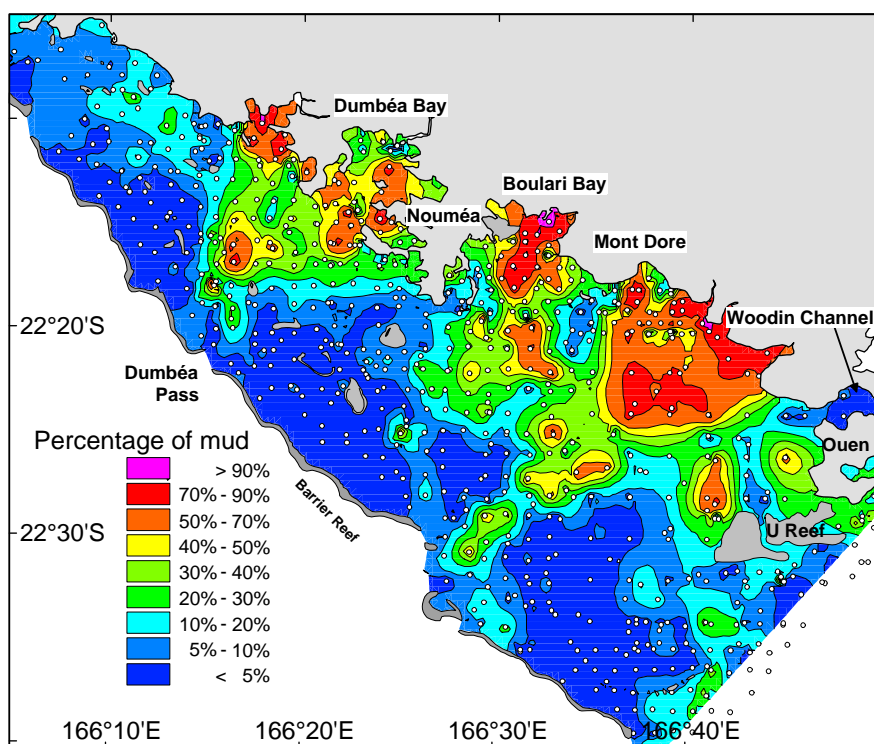 Dumbéa Bay
Boulari Bay
Nouméa
Mont Dore
Woodin Channel
22°20'S
Dumbéa
Pass
Percentage of mud
> 90%
70% - 90%
50% - 70%
40% - 50%
30% - 40%
20% - 30%
10% - 20%
5% - 10%
< 5%
Barrier Reef
Ouen
U Reef
22°30'S
166°10'E
166°20'E
166°30'E
166°40'E